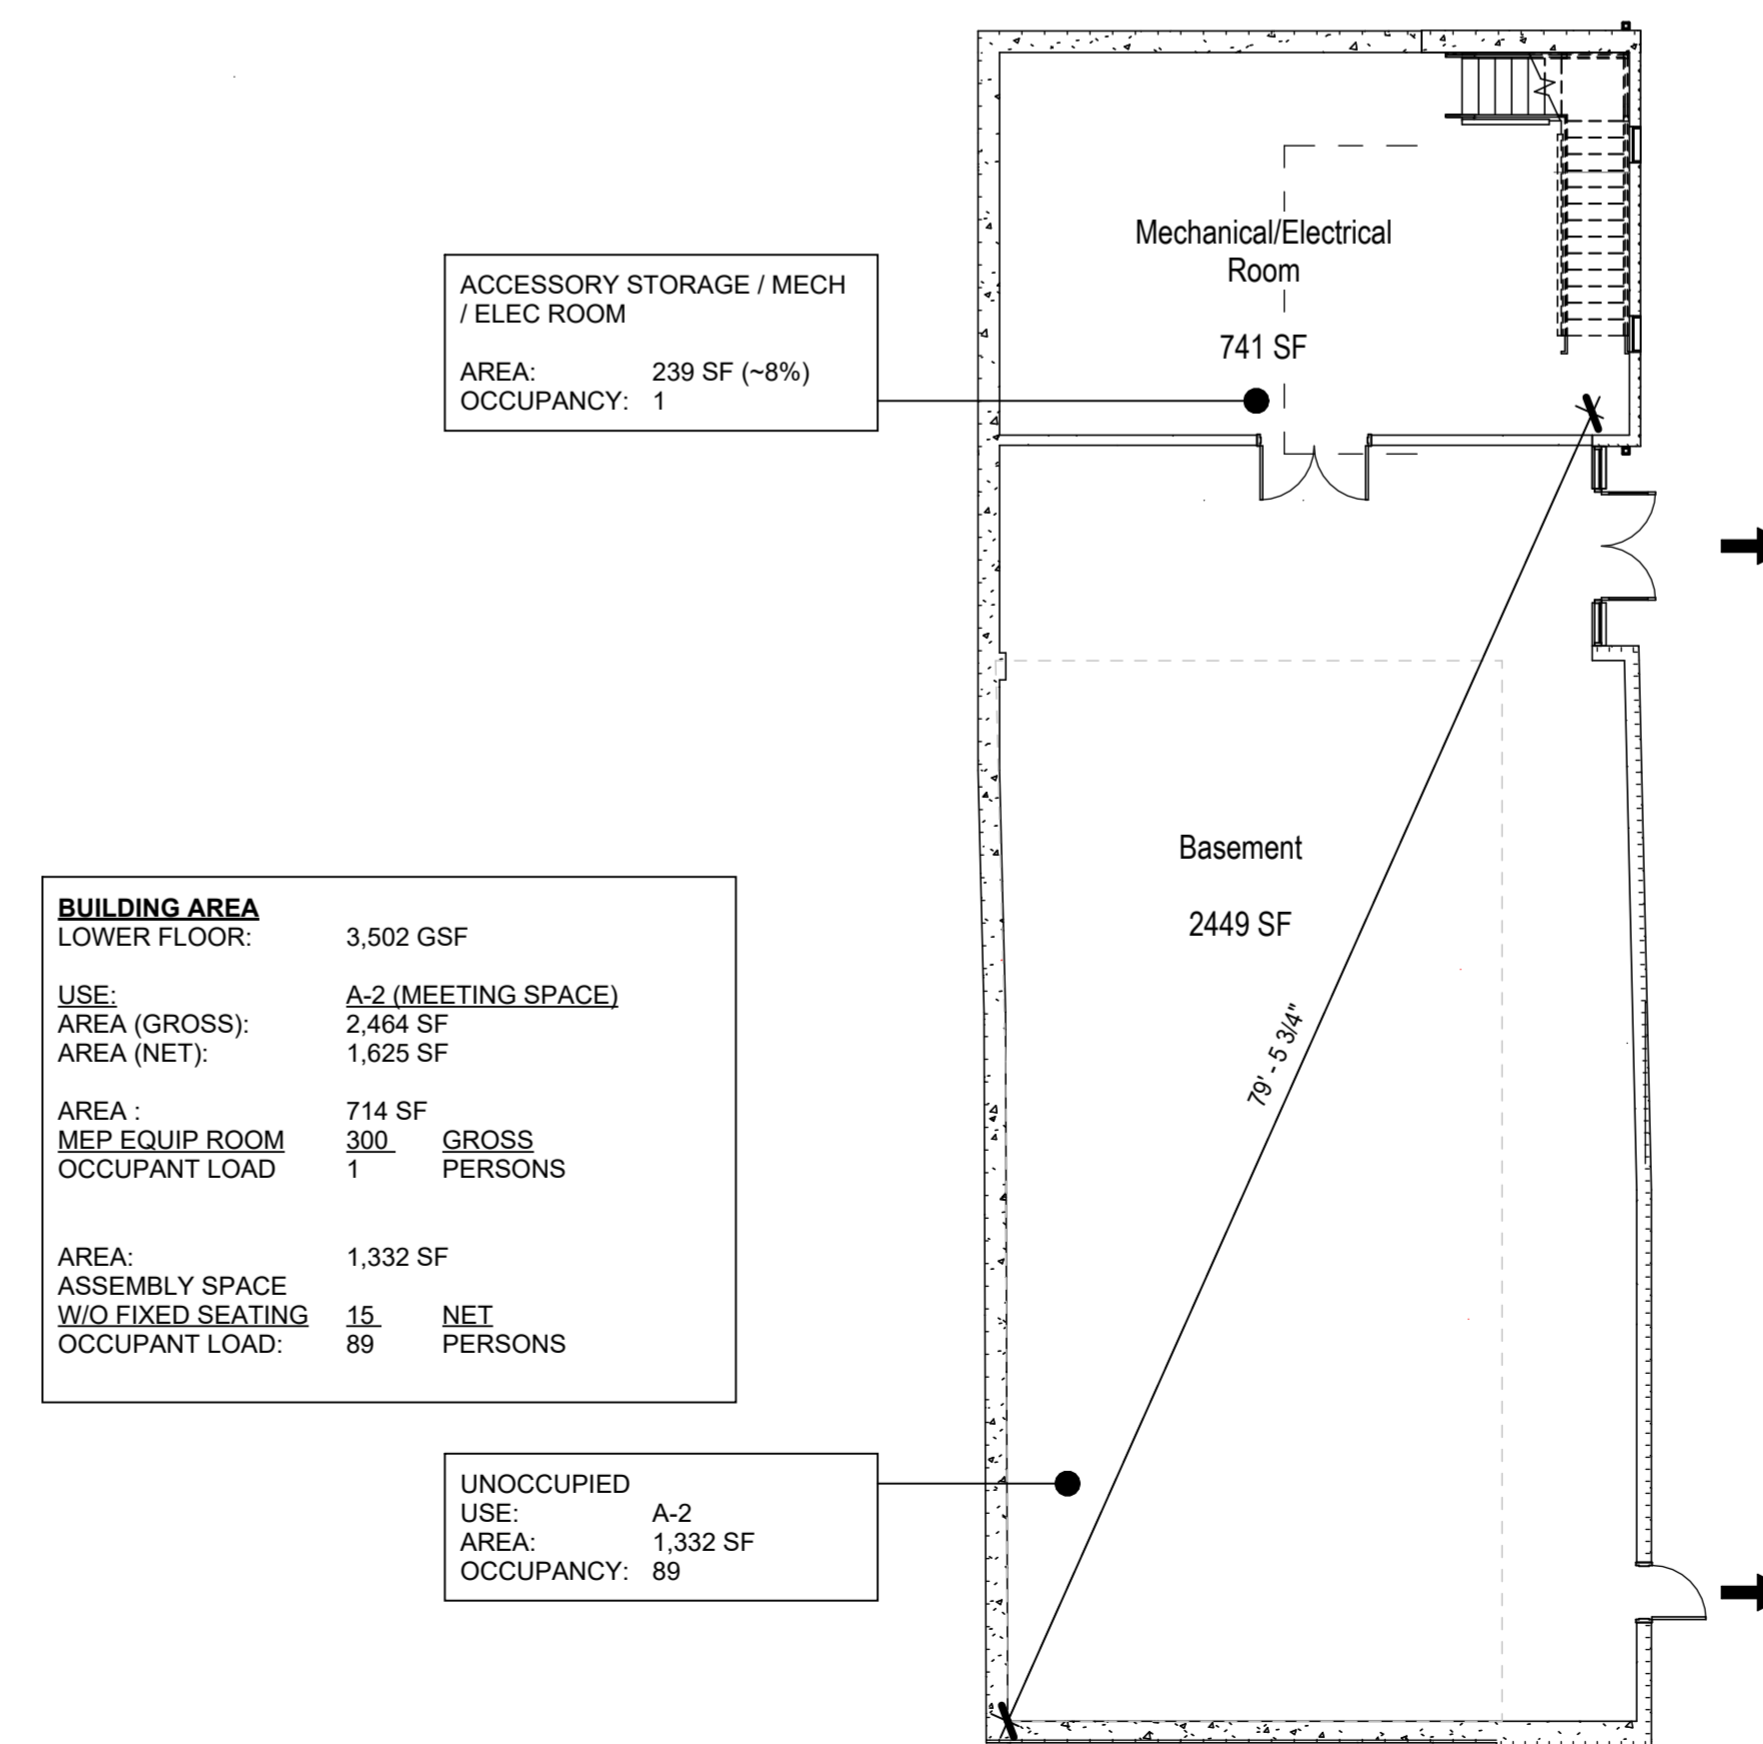 Mechanical/Electrical
Room
741 SF
ACCESSORY STORAGE / MECH
/ ELEC ROOM
AREA: 239 SF (~8%)
OCCUPANCY: 1
Basement
2449 SF
79' - 5 3/4"
BUILDING AREA
LOWER FLOOR: 3,502 GSF
USE: A-2 (MEETING SPACE)
AREA (GROSS): 2,464 SF
AREA (NET): 1,625 SF
AREA : 714 SF
MEP EQUIP ROOM 300 GROSS
OCCUPANT LOAD 1 PERSONS
AREA: 1,332 SF
ASSEMBLY SPACE
W/O FIXED SEATING 15 NET
OCCUPANT LOAD: 89 PERSONS
UNOCCUPIED
USE: A-2
AREA: 1,332 SF
OCCUPANCY: 89